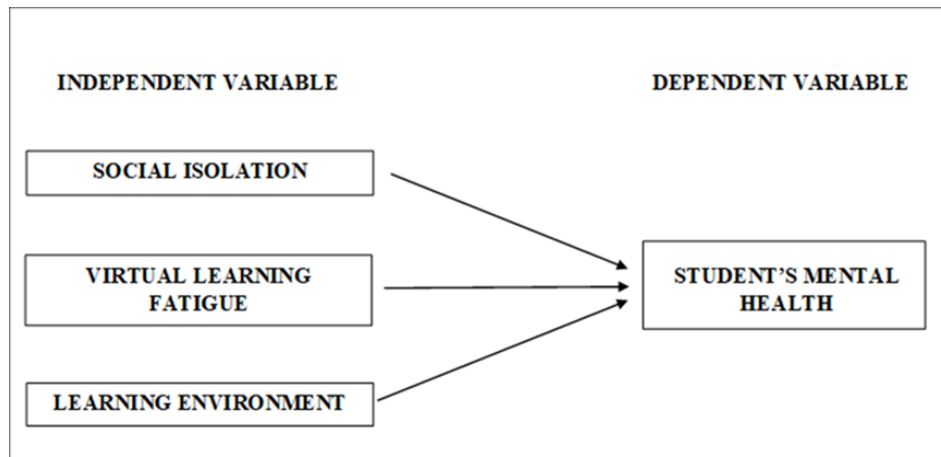 INDEPENDENT VARIABLE
DEPENDENT VARIABLE
SOCIAL ISOLATION
VIRTUAL LEARNING
FATIGUE
STUDENT'S MENTAL
HEALTH
LEARNING ENVIRONMENT